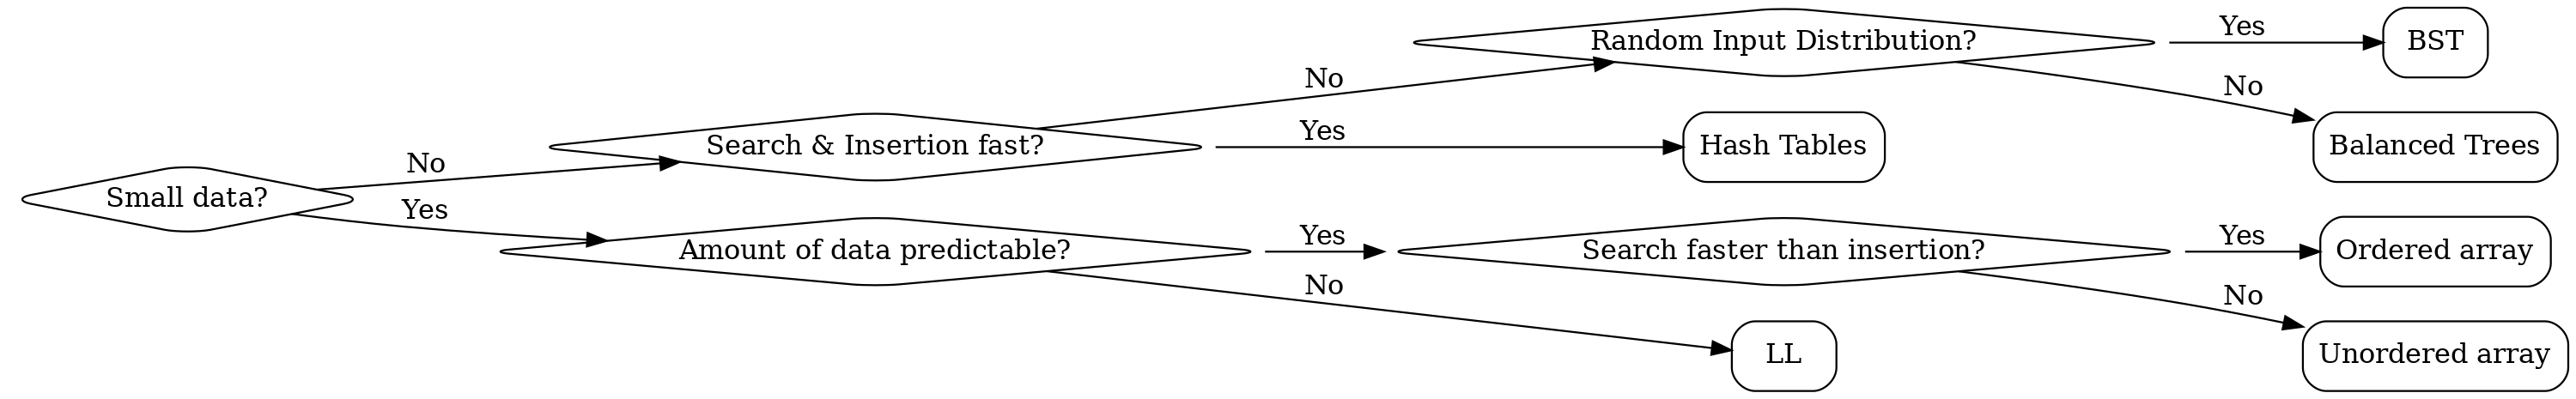 Small data?
No
Yes
Search & Insertion fast?
No
Yes
Amount of data predictable?
Yes
No
Random Input Distribution?
Yes
No
Hash Tables
Search faster than insertion?
Yes
No
LL
BST
Balanced Trees
Ordered array
Unordered array